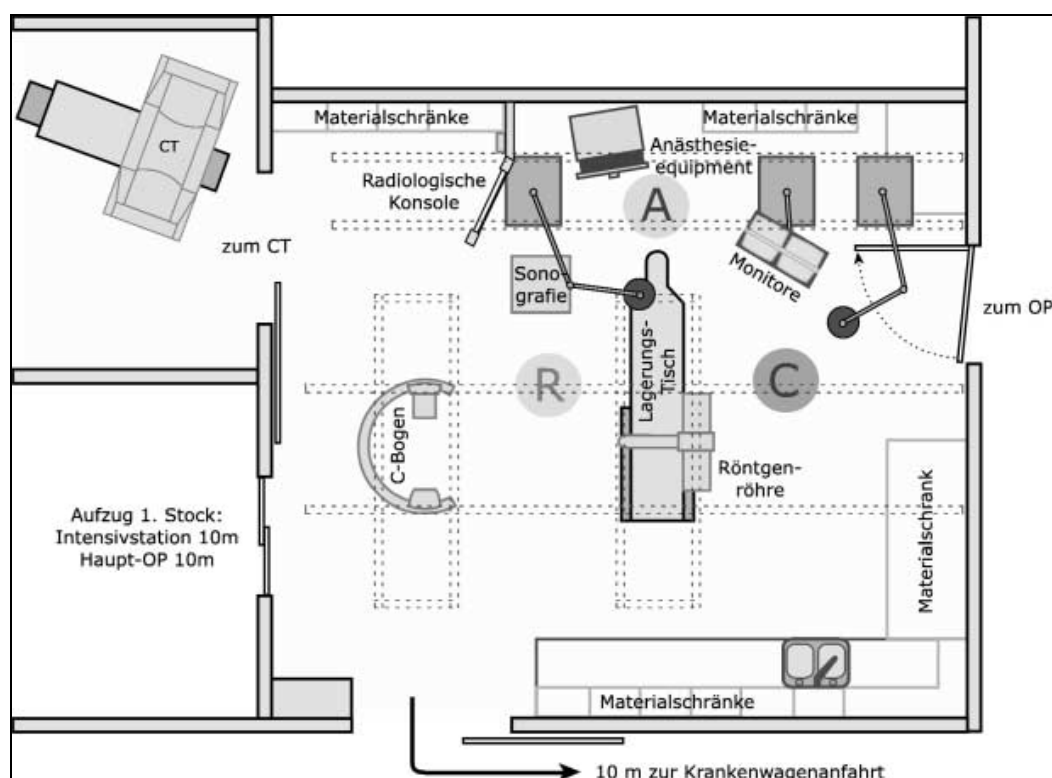 Materialschränke
Materialschränke
CT
Anästhesie-
equipment
Radiologische
Konsole
A
zum CT
Sono-
grafie
Monitore
zum OP
Lagerungs-
Tisch
R
C
C-Bogen
Röntgen-
röhre
Aufzug 1. Stock:
Intensivstation 10m
Haupt-OP 10m
Materialschrank
Materialschränke
10 m zur Krankenwagenanfahrt